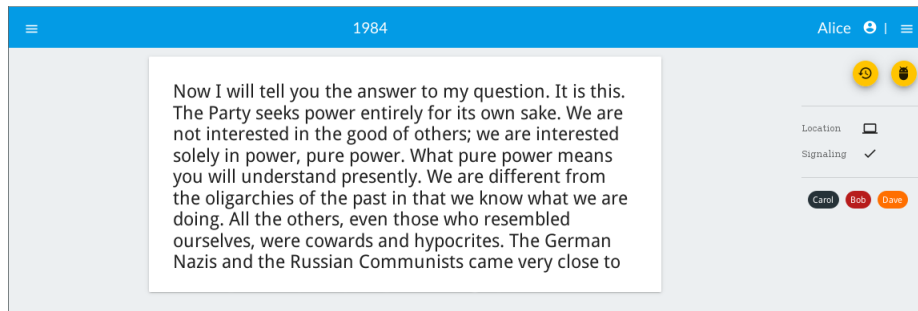 1984
Alice
Now I will tell you the answer to my question. It is this.
The Party seeks power entirely for its own sake. We are
not interested in the good of others; we are interested
solely in power, pure power. What pure power means
you will understand presently. We are different from
the oligarchies of the past in that we know what we are
doing. All the others, even those who resembled
ourselves, were cowards and hypocrites. The German
Nazis and the Russian Communists came very close to
Location
Signaling
Carol Bob Dave